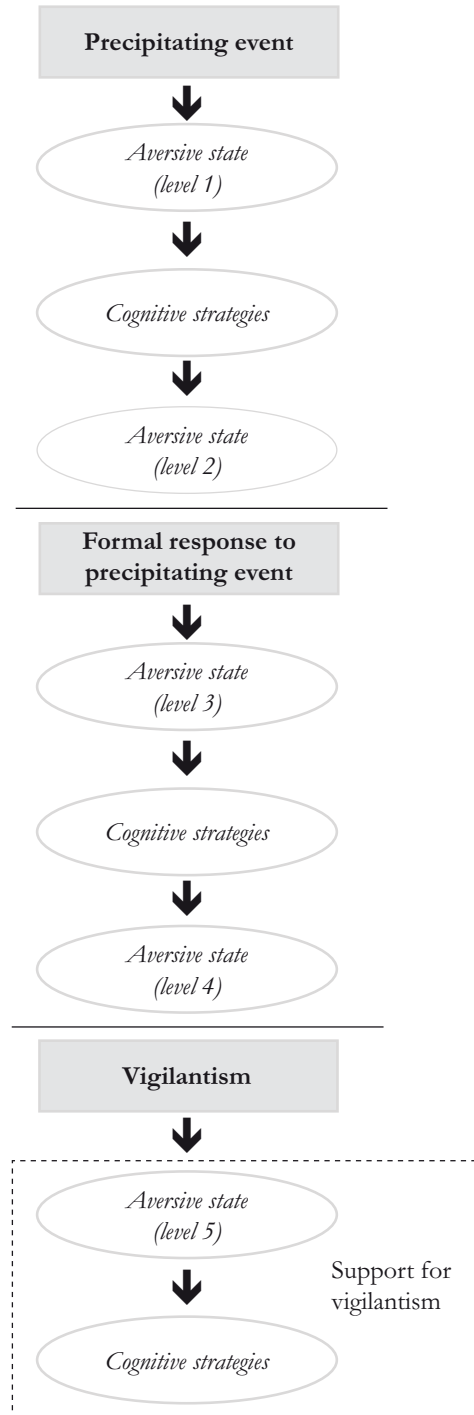 Precipitating event
Aversive state
(level 1)
Cognitive strategies
Aversive state
(level 2)
Formal response to
precipitating event
Aversive state
(level 3)
Cognitive strategies
Aversive state
(level 4)
Vigilantism
Aversive state
(level 5)
Support for
vigilantism
Cognitive strategies